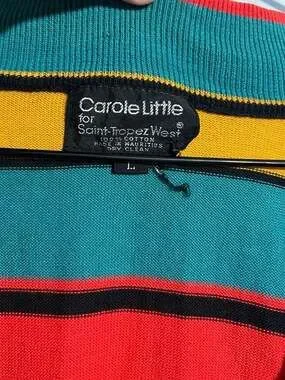 Carole Little
for
Saint-Tropez West®
100% COTTON
MADE IN MAURITIUS
DRY CLEAN
L